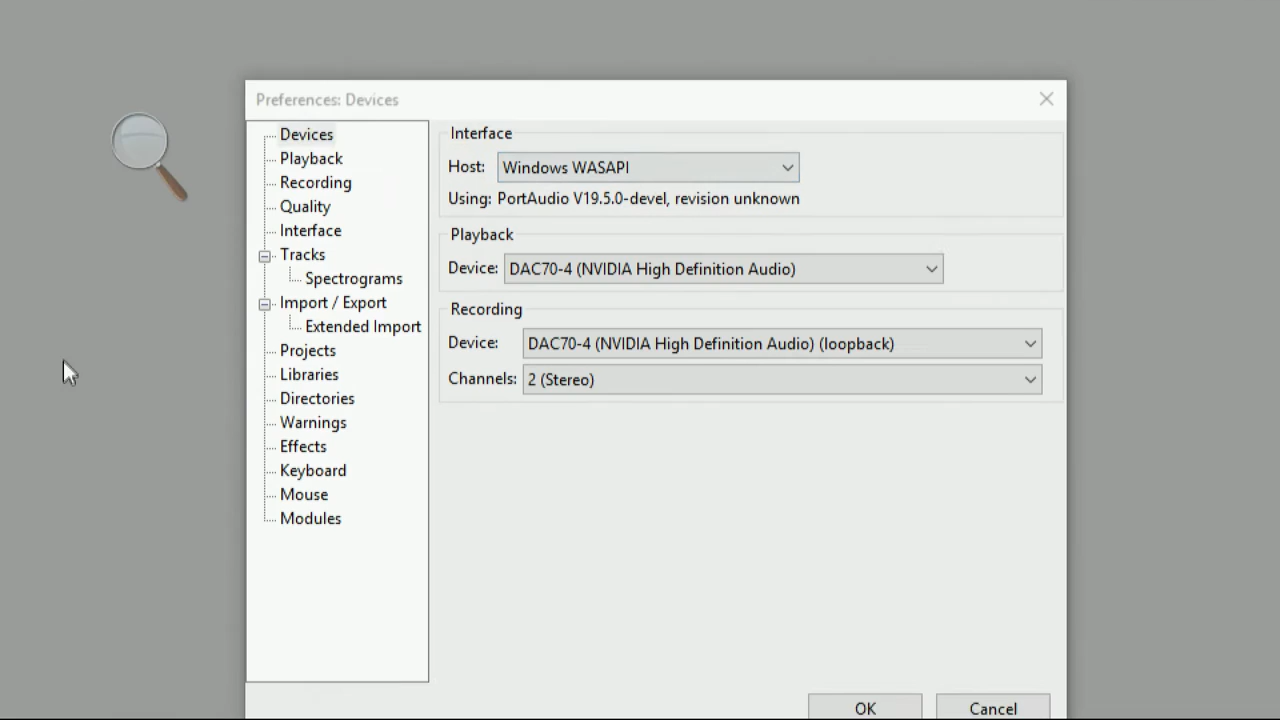 Preferences: Devices
Devices
Playback
Recording
Quality
Interface
Tracks
Spectrograms
Import / Export
Extended Import
Projects
Libraries
Directories
Warnings
Effects
Keyboard
Mouse
Modules
Interface
Host: Windows WASAPI
Using: PortAudio V19.5.0-devel, revision unknown
Playback
Device: DAC70-4 (NVIDIA High Definition Audio)
Recording
Device: DAC70-4 (NVIDIA High Definition Audio) (loopback)
Channels: 2 (Stereo)
OK Cancel